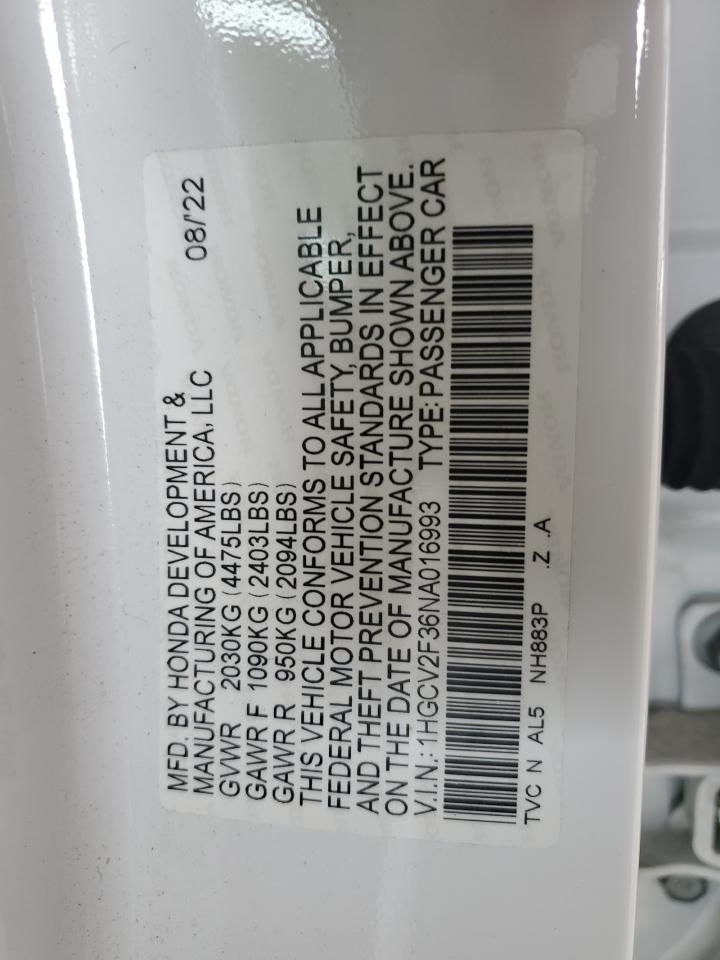 MFD. BY HONDA DEVELOPMENT &
MANUFACTURING OF AMERICA, LLC 08/'22
GVWR 2030KG (4475LBS)
GAWR F 1090KG (2403LBS)
GAWR R 950KG (2094LBS)
THIS VEHICLE CONFORMS TO ALL APPLICABLE
FEDERAL MOTOR VEHICLE SAFETY, BUMPER,
AND THEFT PREVENTION STANDARDS IN EFFECT
ON THE DATE OF MANUFACTURE SHOWN ABOVE.
V.I.N.: 1HGCV2F36NA016993 TYPE: PASSENGER CAR
TVC N AL5 NH883P .Z .A